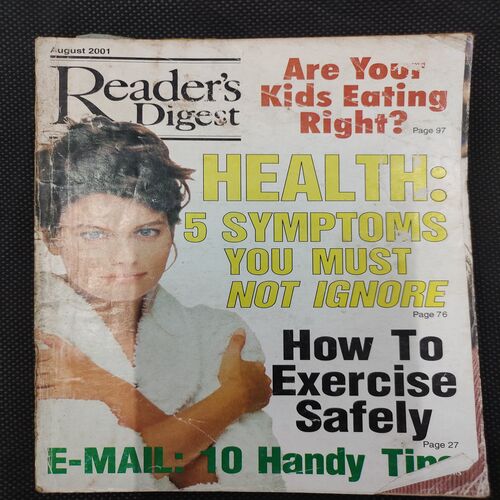 August 2001
Reader's
Digest
Are Your
Kids Eating
Right?
Page 97
HEALTH:
5 SYMPTOMS
YOU MUST
NOT IGNORE
Page 76
How To
Exercise
Safely
Page 27
E-MAIL: 10 Handy Tips